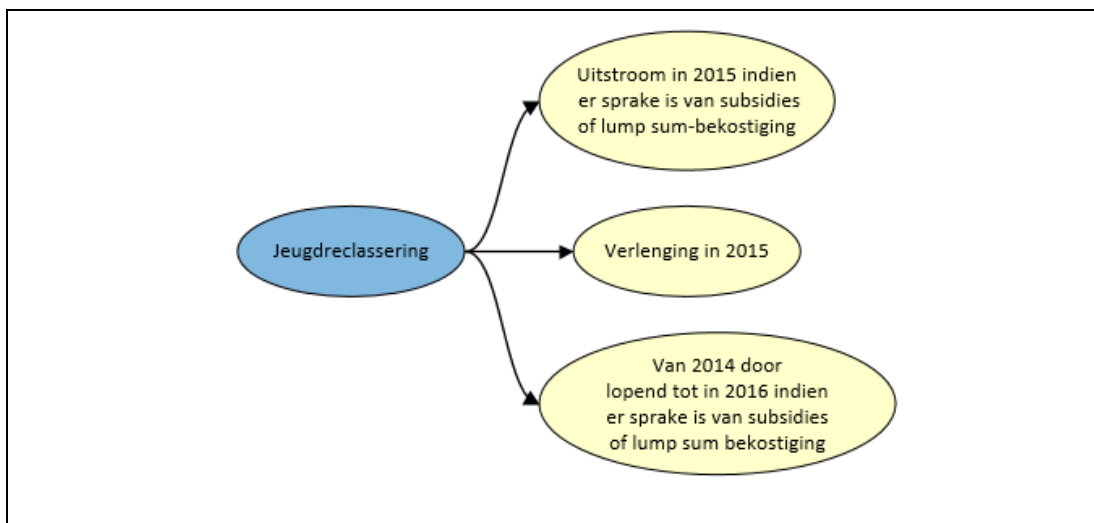 Uitstroom in 2015 indien
er sprake is van subsidies
of lump sum-bekostiging
Jeugdreclassering
Verlenging in 2015
Van 2014 door
lopend tot in 2016 indien
er sprake is van subsidies
of lump sum bekostiging